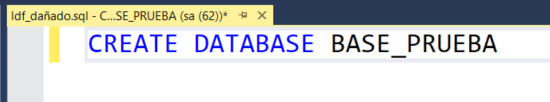 ldf_dañado.sql - C...SE_PRUEBA (sa (62))*
CREATE DATABASE BASE_PRUEBA